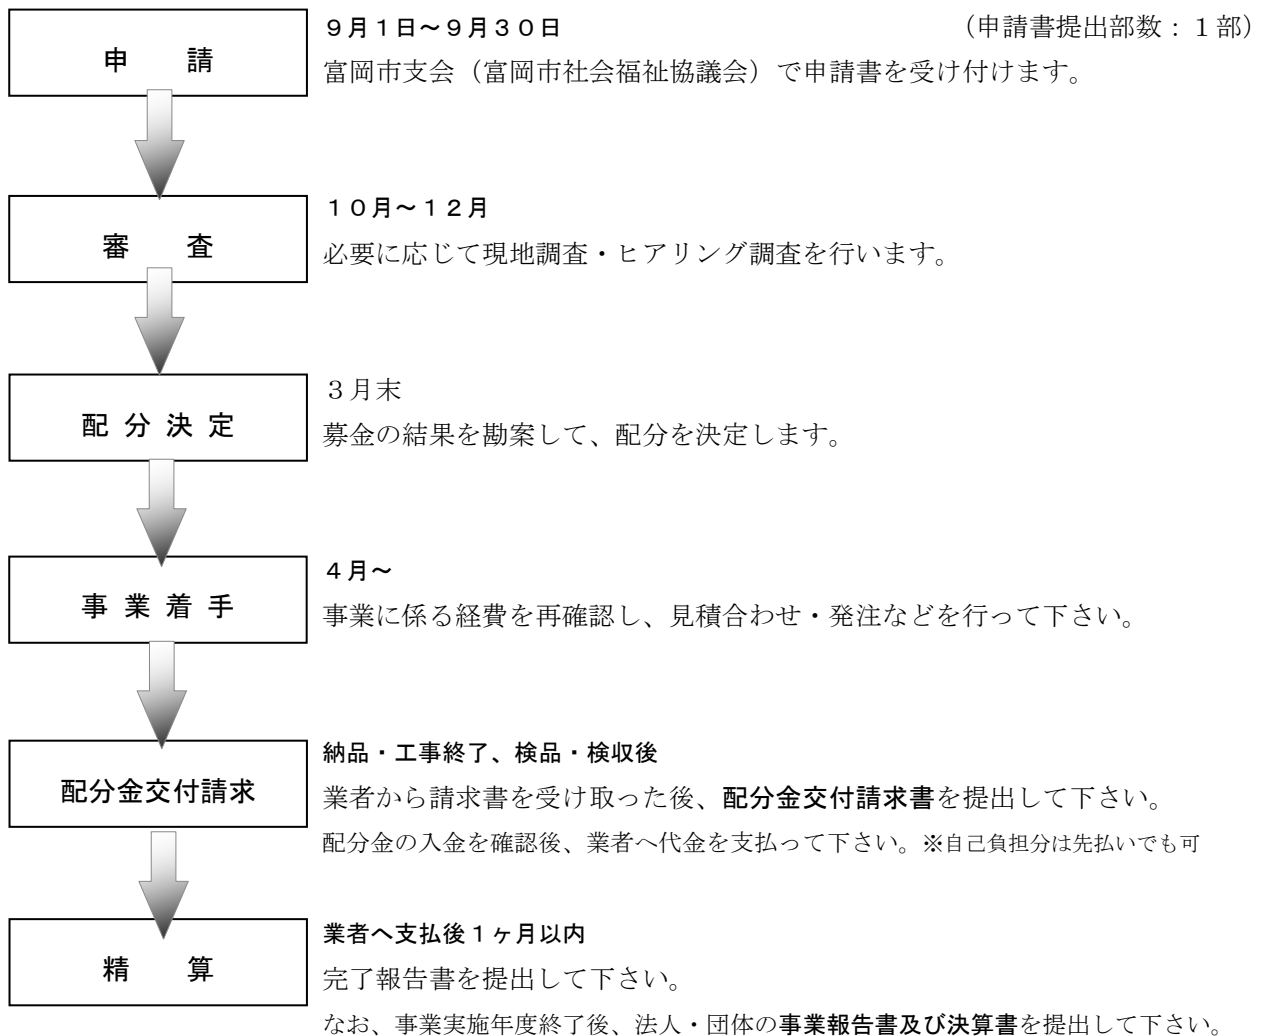 申　請
９月１日～９月３０日　（申請書提出部数：１部）
富岡市支会（富岡市社会福祉協議会）で申請書を受け付けます。
審　査
１０月～１２月
必要に応じて現地調査・ヒアリング調査を行います。
配分決定
３月末
募金の結果を勘案して、配分を決定します。
事業着手
４月～
事業に係る経費を再確認し、見積合わせ・発注などを行って下さい。
配分金交付請求
納品・工事終了、検品・検収後
業者から請求書を受け取った後、配分金交付請求書を提出して下さい。
配分金の入金を確認後、業者へ代金を支払って下さい。※自己負担分は先払いでも可
精　算
業者へ支払後１ヶ月以内
完了報告書を提出して下さい。
なお、事業実施年度終了後、法人・団体の事業報告書及び決算書を提出して下さい。